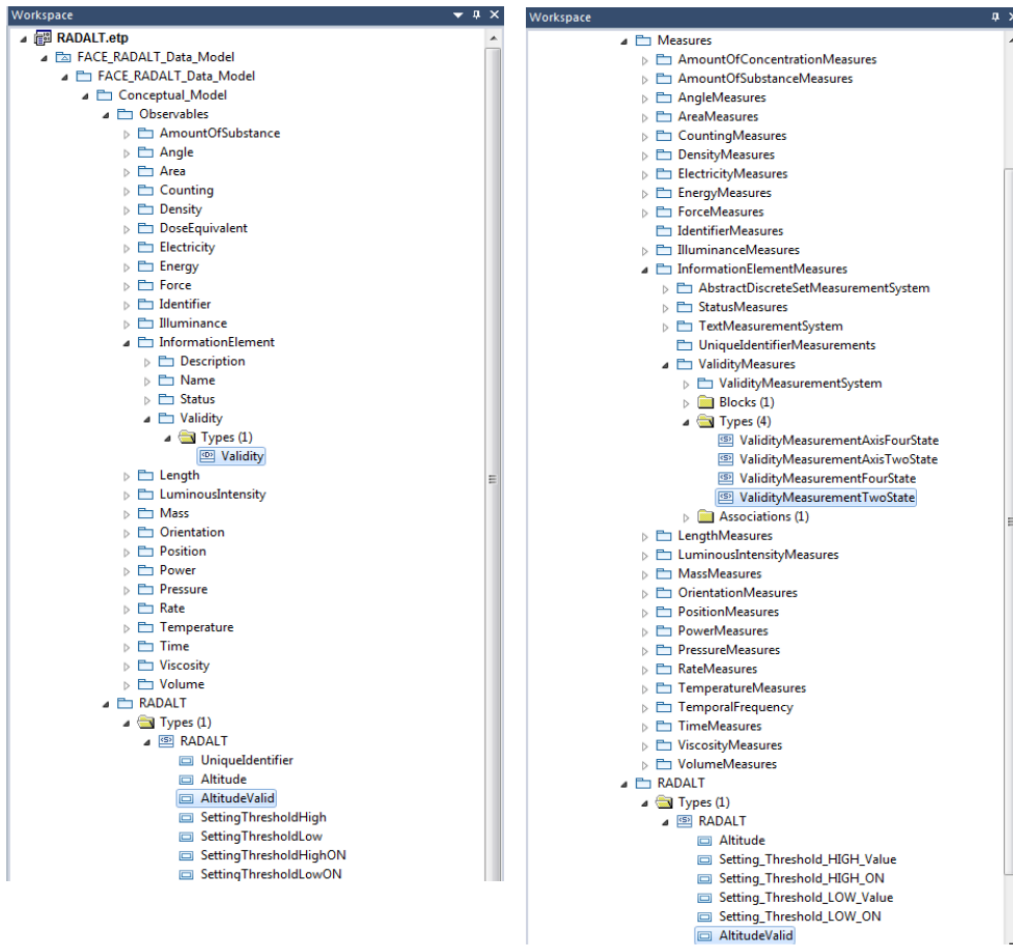 Workspace
RADALT.etp
FACE_RADALT_Data_Model
FACE_RADALT_Data_Model
Conceptual_Model
Observables
AmountOfSubstance
Angle
Area
Counting
Density
DoseEquivalent
Electricity
Energy
Force
Identifier
Illuminance
InformationElement
Description
Name
Status
Validity
Types (1)
<D> Validity
Length
LuminousIntensity
Mass
Orientation
Position
Power
Pressure
Rate
Temperature
Time
Viscosity
Volume
RADALT
Types (1)
<S> RADALT
UniqueIdentifier
Altitude
AltitudeValid
SettingThresholdHigh
SettingThresholdLow
SettingThresholdHighON
SettingThresholdLowON
Workspace
Measures
AmountOfConcentrationMeasures
AmountOfSubstanceMeasures
AngleMeasures
AreaMeasures
CountingMeasures
DensityMeasures
ElectricityMeasures
EnergyMeasures
ForceMeasures
IdentifierMeasures
IlluminanceMeasures
InformationElementMeasures
AbstractDiscreteSetMeasurementSystem
StatusMeasures
TextMeasurementSystem
UniqueIdentifierMeasurements
ValidityMeasures
ValidityMeasurementSystem
Blocks (1)
Types (4)
<S> ValidityMeasurementAxisFourState
<S> ValidityMeasurementAxisTwoState
<S> ValidityMeasurementFourState
<S> ValidityMeasurementTwoState
Associations (1)
LengthMeasures
LuminousIntensityMeasures
MassMeasures
OrientationMeasures
PositionMeasures
PowerMeasures
PressureMeasures
RateMeasures
TemperatureMeasures
TemporalFrequency
TimeMeasures
ViscosityMeasures
VolumeMeasures
RADALT
Types (1)
<S> RADALT
Altitude
Setting_Threshold_HIGH_Value
Setting_Threshold_HIGH_ON
Setting_Threshold_LOW_Value
Setting_Threshold_LOW_ON
AltitudeValid